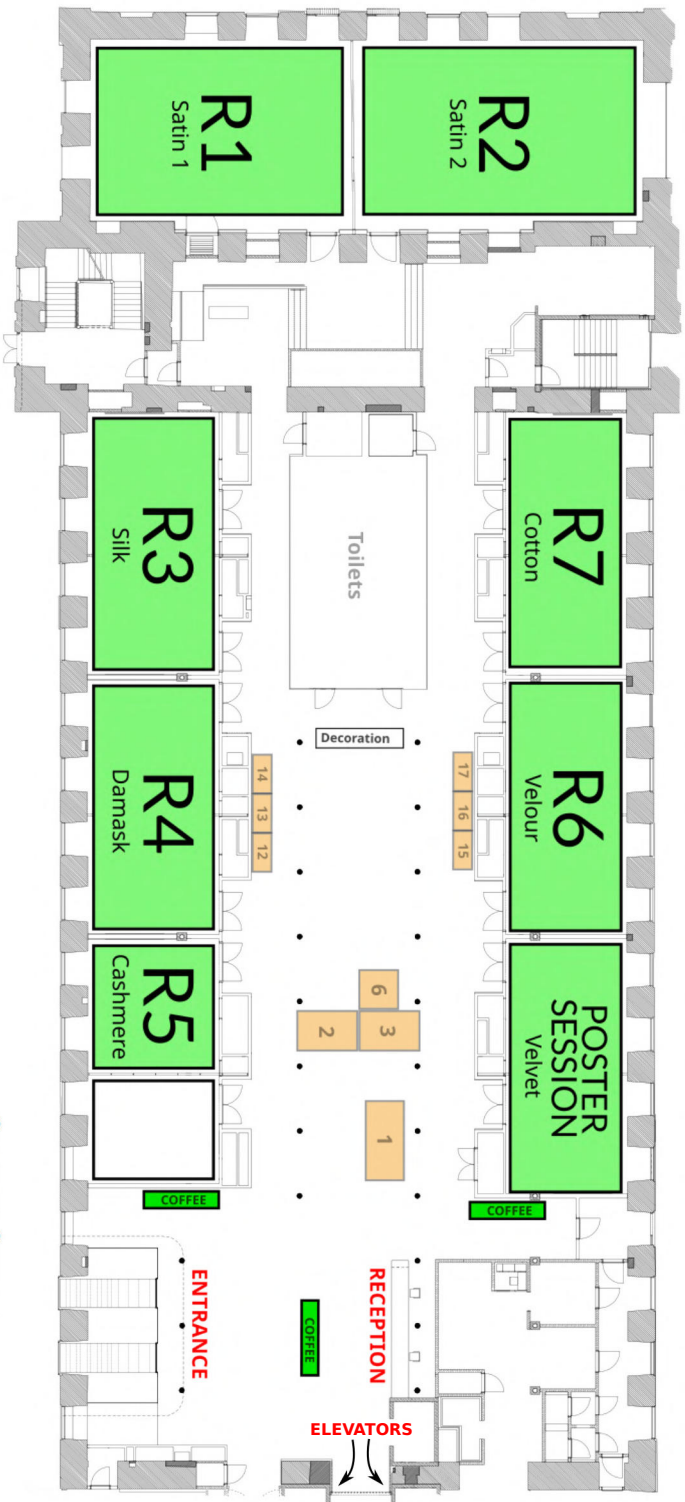 R1
Satin 1
R2
Satin 2
R3
Silk
Toilets
R7
Cotton
Decoration
R4
Damask
14
13
12
17
16
15
R6
Velour
R5
Cashmere
6
2
3
1
POSTER
SESSION
Velvet
COFFEE
COFFEE
ENTRANCE
COFFEE
RECEPTION
ELEVATORS